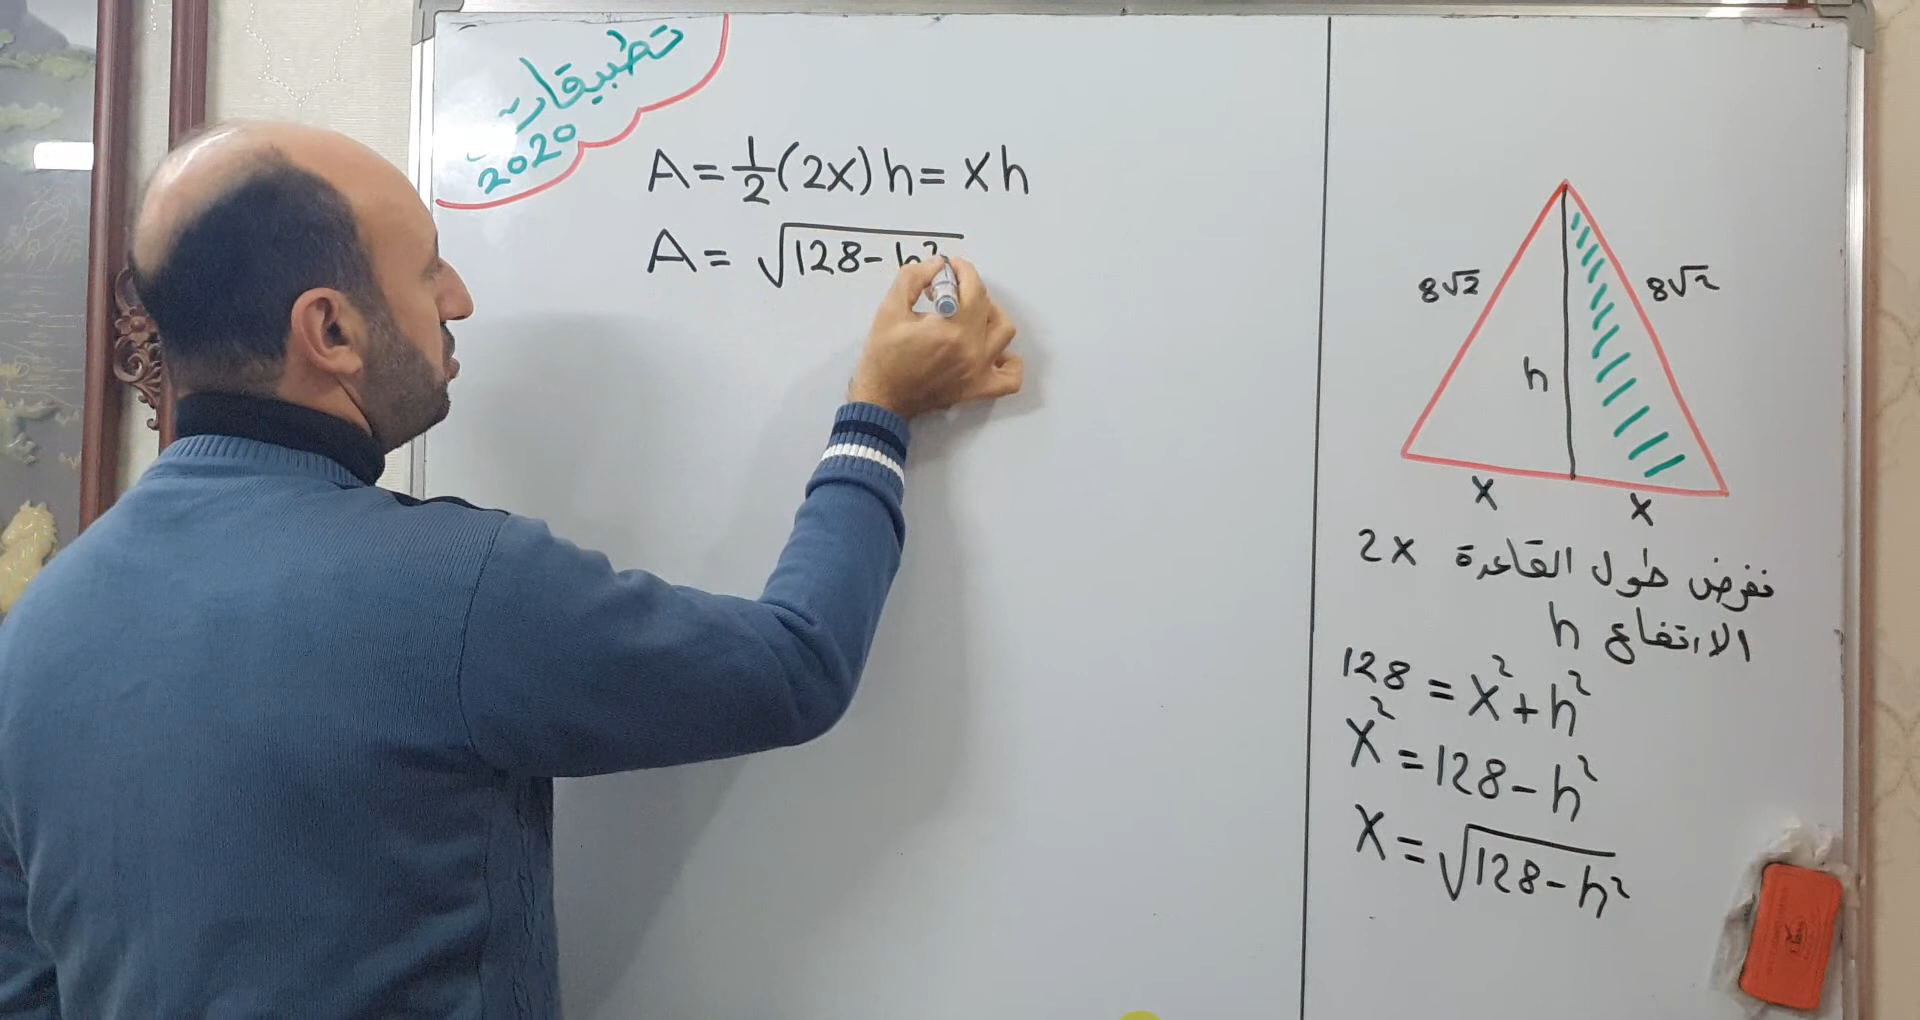 تطبيقات
2020
A = 1/2 (2x) h = x h
A = √128 - h²
8√2
8√2
h
x
x
نفرض طول القاعدة 2x
الارتفاع h
128 = x² + h²
x² = 128 - h²
x = √128 - h²